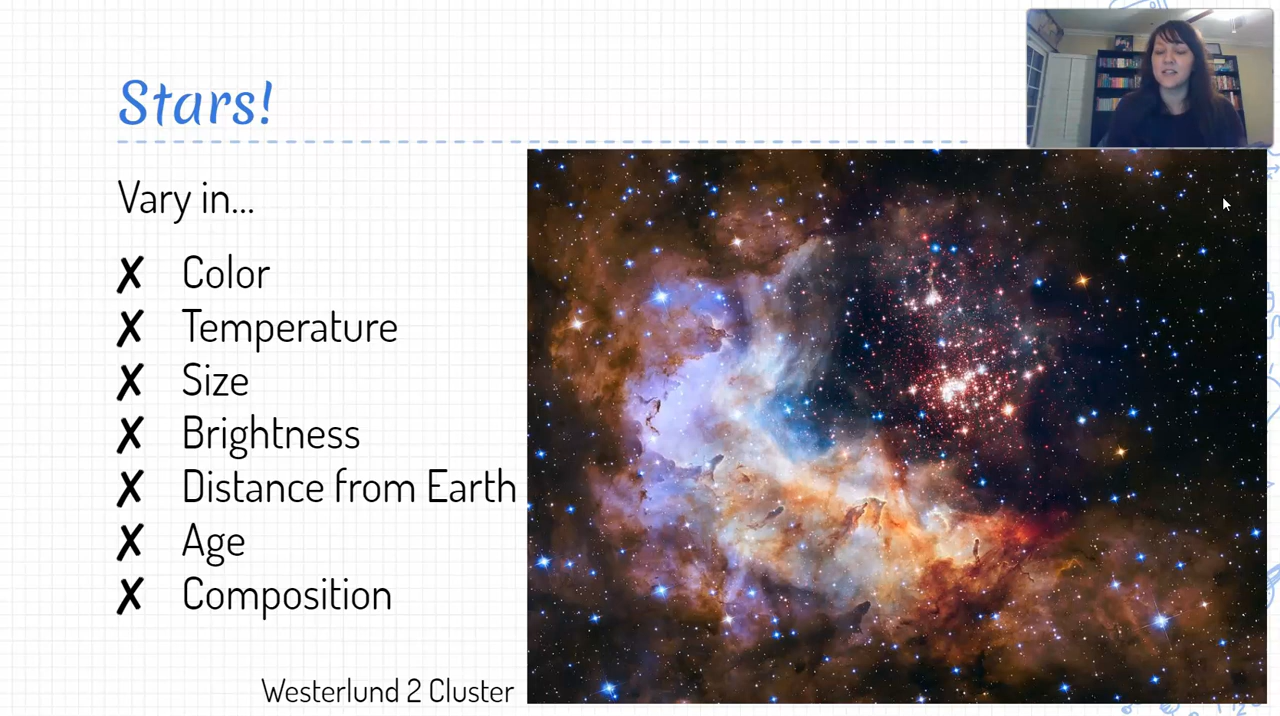 Stars!
Vary in...
✗ Color
✗ Temperature
✗ Size
✗ Brightness
✗ Distance from Earth
✗ Age
✗ Composition
Westerlund 2 Cluster